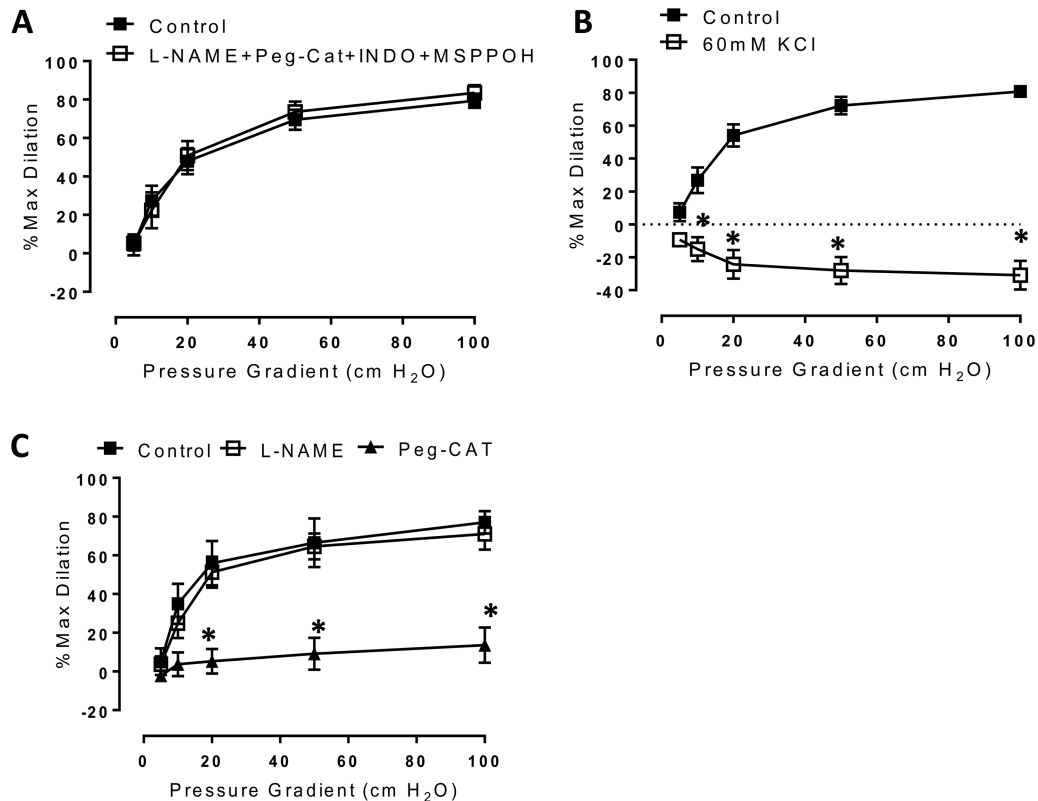 A
Control
L-NAME+Peg-Cat+INDO+MSPPOH
%Max Dilation
100
80
60
40
20
0
-20
0 20 40 60 80 100
Pressure Gradient (cm H2O)
B
Control
60mM KCl
%Max Dilation
100
80
60
40
20
0
-20
-40
* * * *
0 20 40 60 80 100
Pressure Gradient (cm H2O)
C
Control L-NAME Peg-CAT
%Max Dilation
100
80
60
40
20
0
-20
* * *
0 20 40 60 80 100
Pressure Gradient (cm H2O)